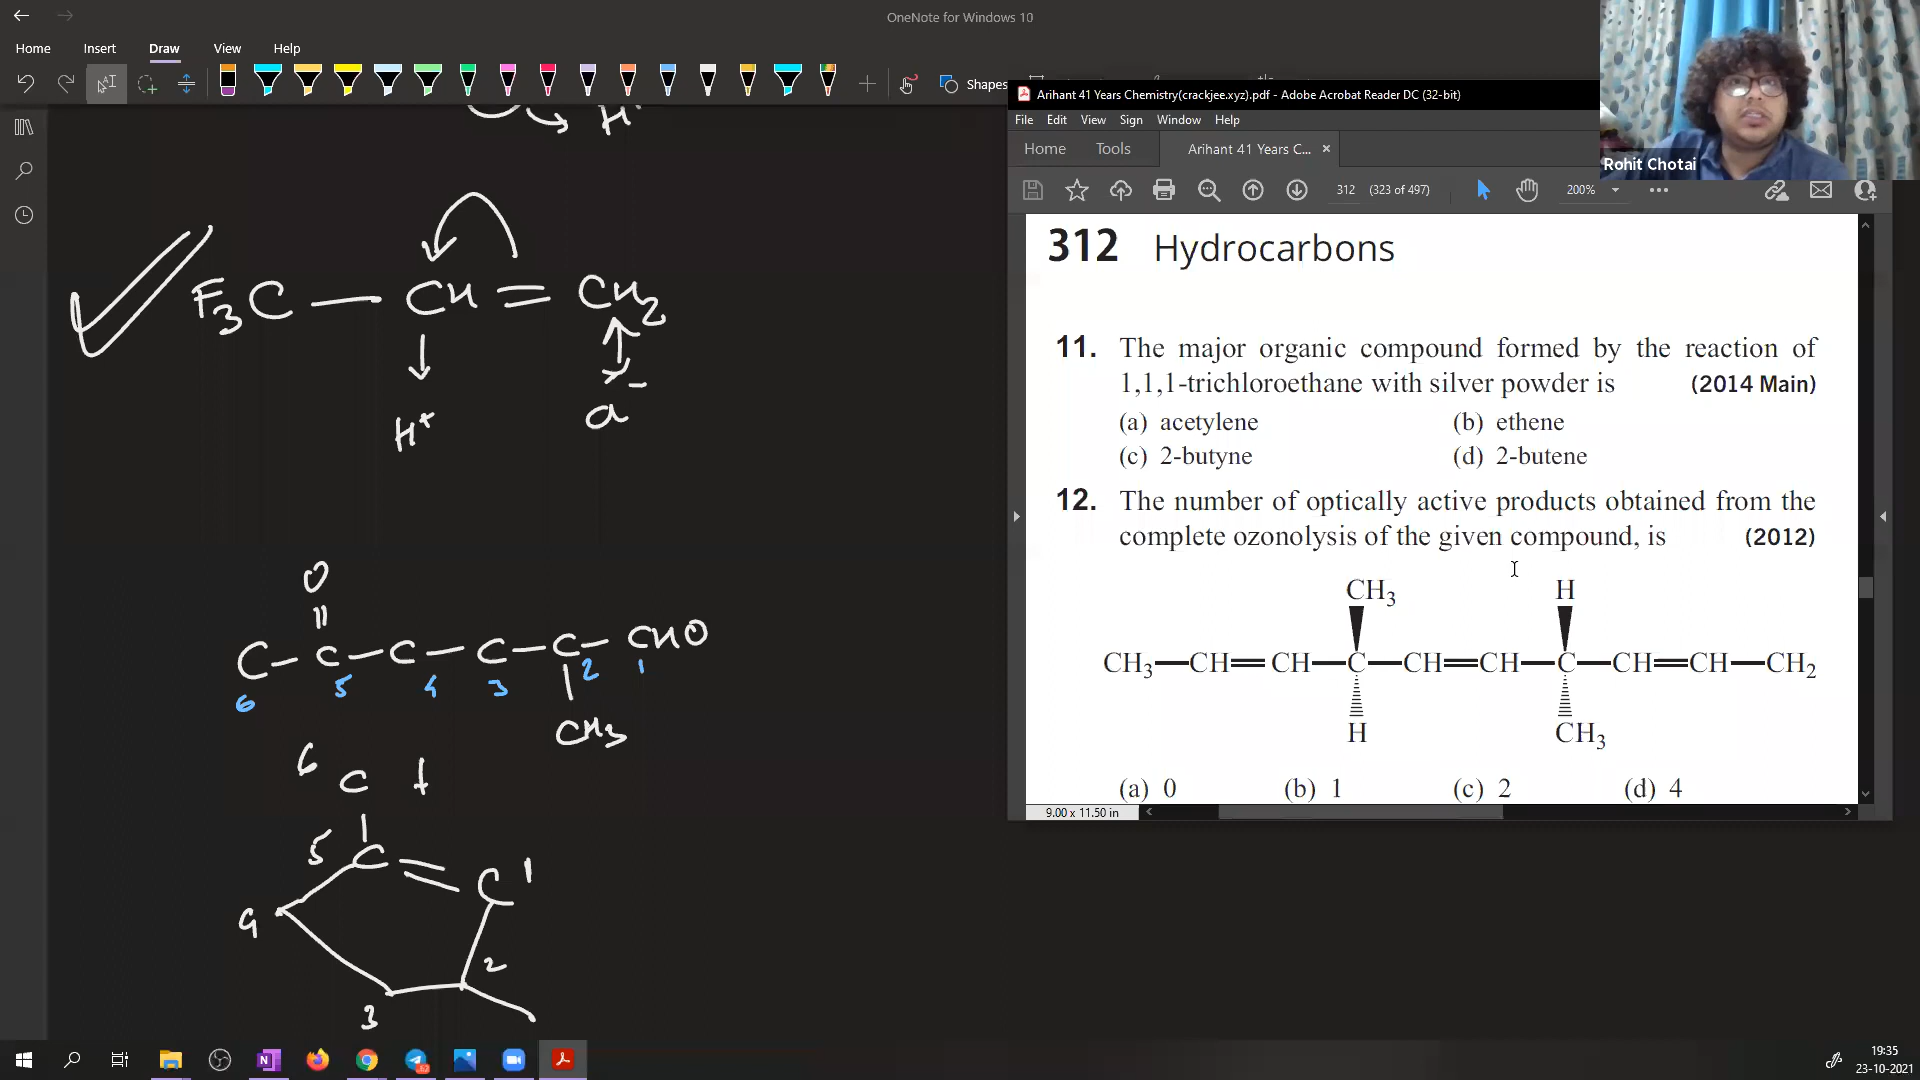 OneNote for Windows 10
Home Insert Draw View Help
Shapes
H
F3C — CH = CH2
H+
a-
O
C - C - C - C - C - CHO
6 5 4 3 2 1
CH3
6 C +
5 C = C 1
4
2
3
Arihant 41 Years Chemistry(crackjee.xyz).pdf - Adobe Acrobat Reader DC (32-bit)
File Edit View Sign Window Help
Home Tools Arihant 41 Years C... ×
312 (323 of 497) 200%
Rohit Chotai
312 Hydrocarbons
11. The major organic compound formed by the reaction of
1,1,1-trichloroethane with silver powder is (2014 Main)
(a) acetylene (b) ethene
(c) 2-butyne (d) 2-butene
12. The number of optically active products obtained from the
complete ozonolysis of the given compound, is (2012)
CH3 H
CH3—CH=CH—C—CH=CH—C—CH=CH—CH2
H CH3
(a) 0 (b) 1 (c) 2 (d) 4
9.00 x 11.50 in
19:35
23-10-2021